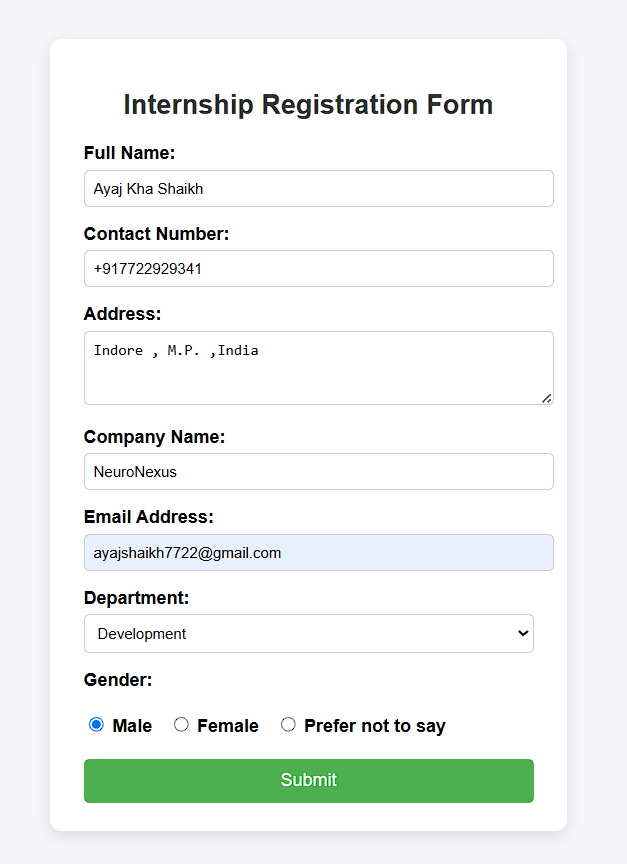 Internship Registration Form
Full Name:
Ayaj Kha Shaikh
Contact Number:
+917722929341
Address:
Indore , M.P. ,India
Company Name:
NeuroNexus
Email Address:
ayajshaikh7722@gmail.com
Department:
Development
Gender:
Male Female Prefer not to say
Submit